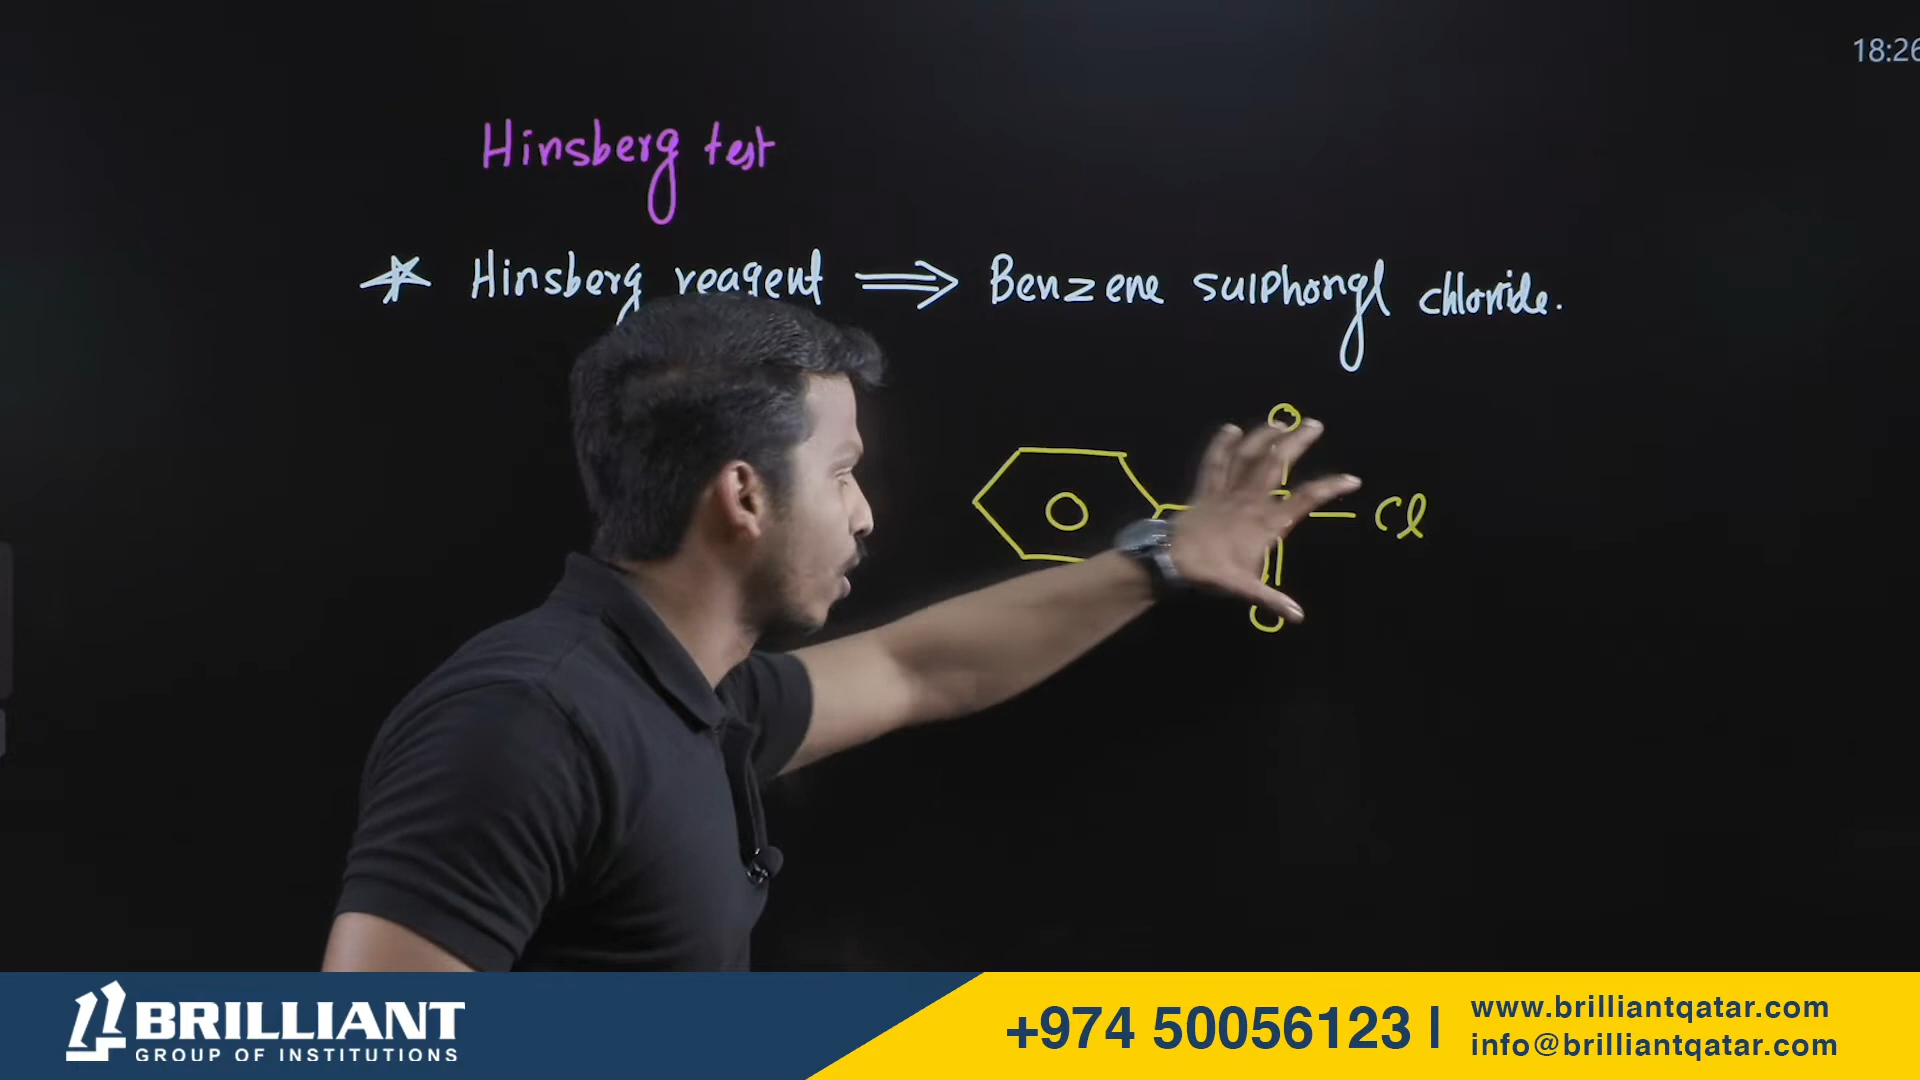 18:26
Hinsberg test
Hinsberg reagent ⟹ Benzene sulphonyl chloride.
O
Cl
BRILLIANT
GROUP OF INSTITUTIONS
+974 50056123 |
www.brilliantqatar.com
info@brilliantqatar.com